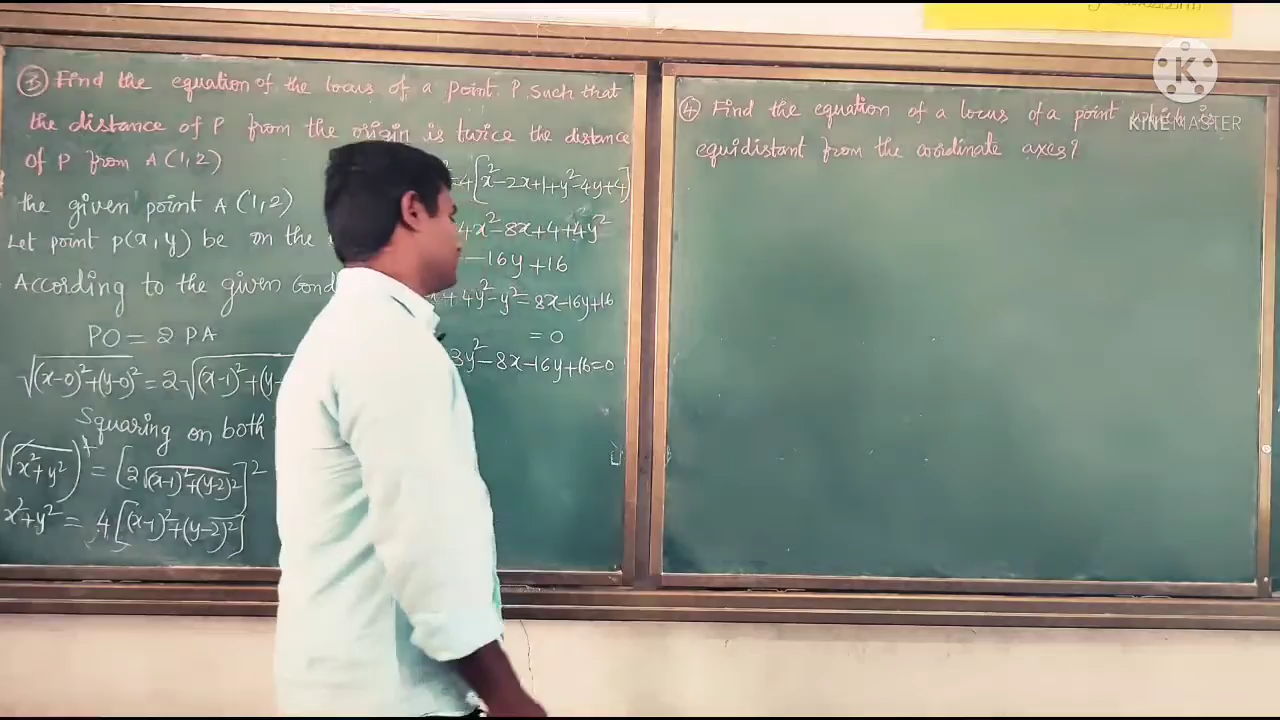 ③ Find the equation of the locus of a point P such that
the distance of P from the origin is twice the distance
of P from A(1,2)
the given point A(1,2)
Let point p(x,y) be on the
According to the given Cond
PO = 2 PA
√(x-0)²+(y-0)² = 2√(x-1)²+(y-
Squaring on both
(√x²+y²)² = [2√(x-1)²+(y-2)²]²
x²+y² = 4[(x-1)²+(y-2)²]
=4[x²-2x+1+y²-4y+4]
4x²-8x+4+4y²
-16y+16
+4y²-y²=8x-16y+16
=0
3y²-8x-16y+16=0
④ Find the equation of a locus of a point which is
equidistant from the coordinate axes?
K
KINEMASTER